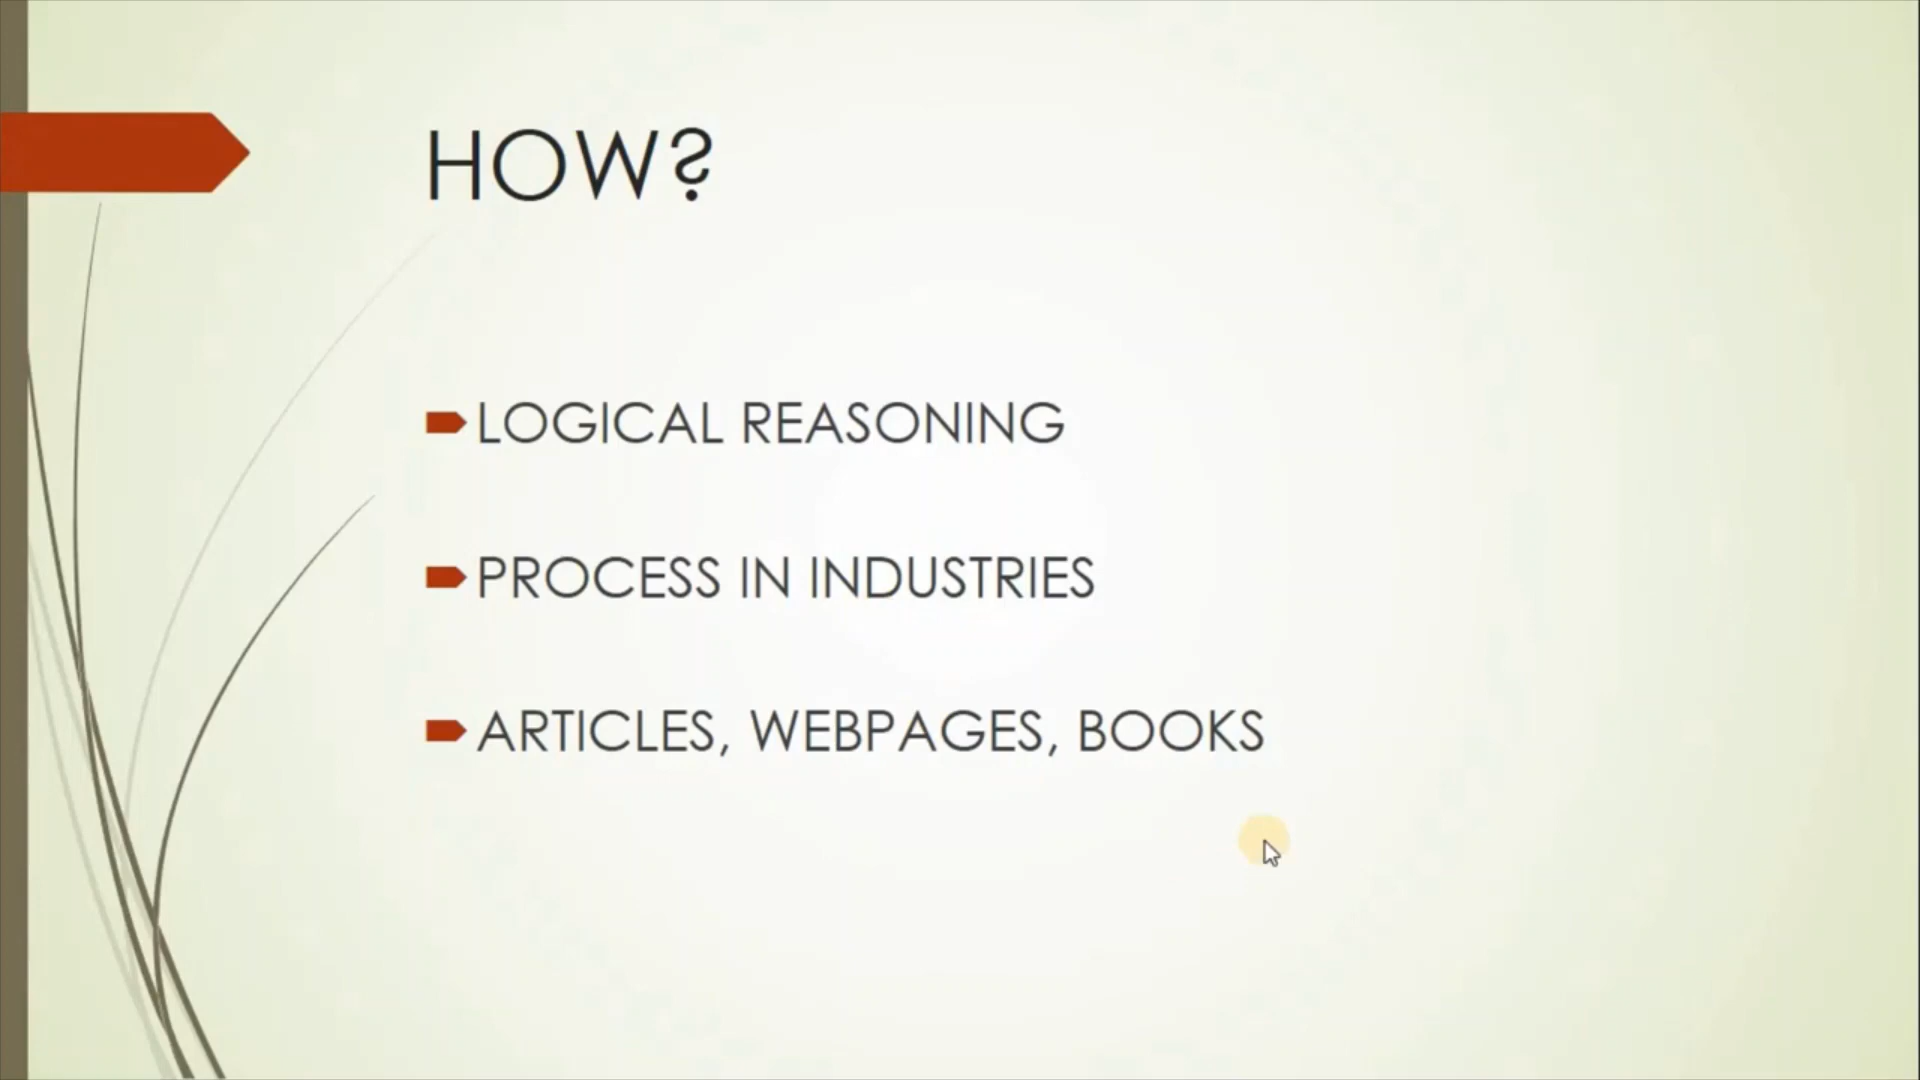 HOW?
LOGICAL REASONING
PROCESS IN INDUSTRIES
ARTICLES, WEBPAGES, BOOKS